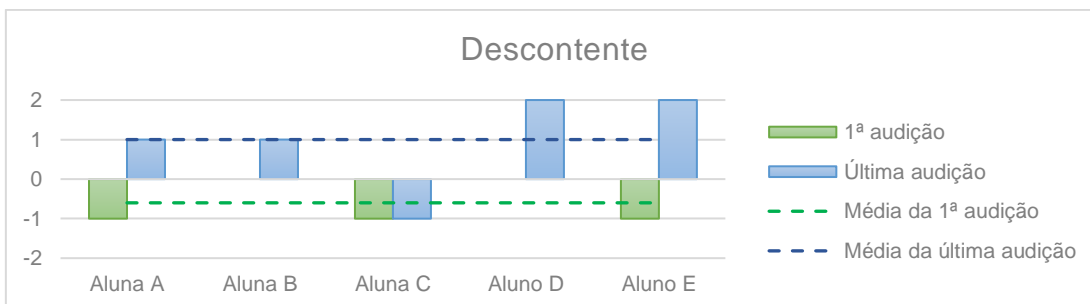 Descontente
2
1
0
-1
-2
Aluna A
Aluna B
Aluna C
Aluno D
Aluno E
1ª audição
Última audição
Média da 1ª audição
Média da última audição